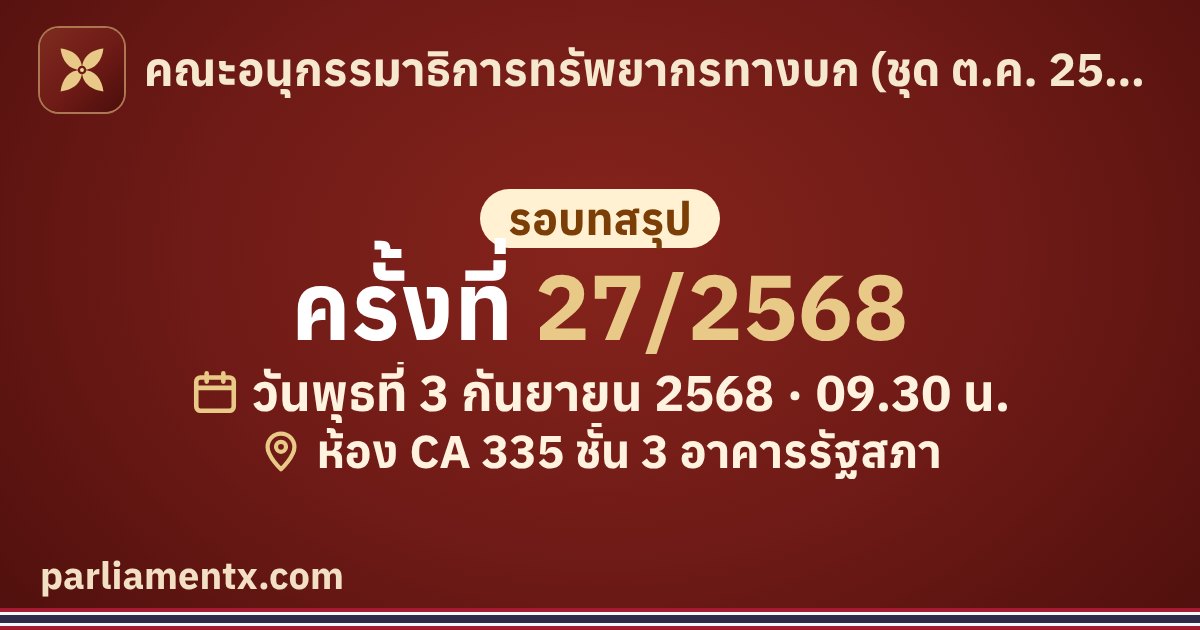 คณะอนุกรรมาธิการทรัพยากรทางบก (ชุด ต.ค. 25...
รอบทสรุป
ครั้งที่ 27/2568
วันพุธที่ 3 กันยายน 2568 · 09.30 น.
ห้อง CA 335 ชั้น 3 อาคารรัฐสภา
parliamentx.com